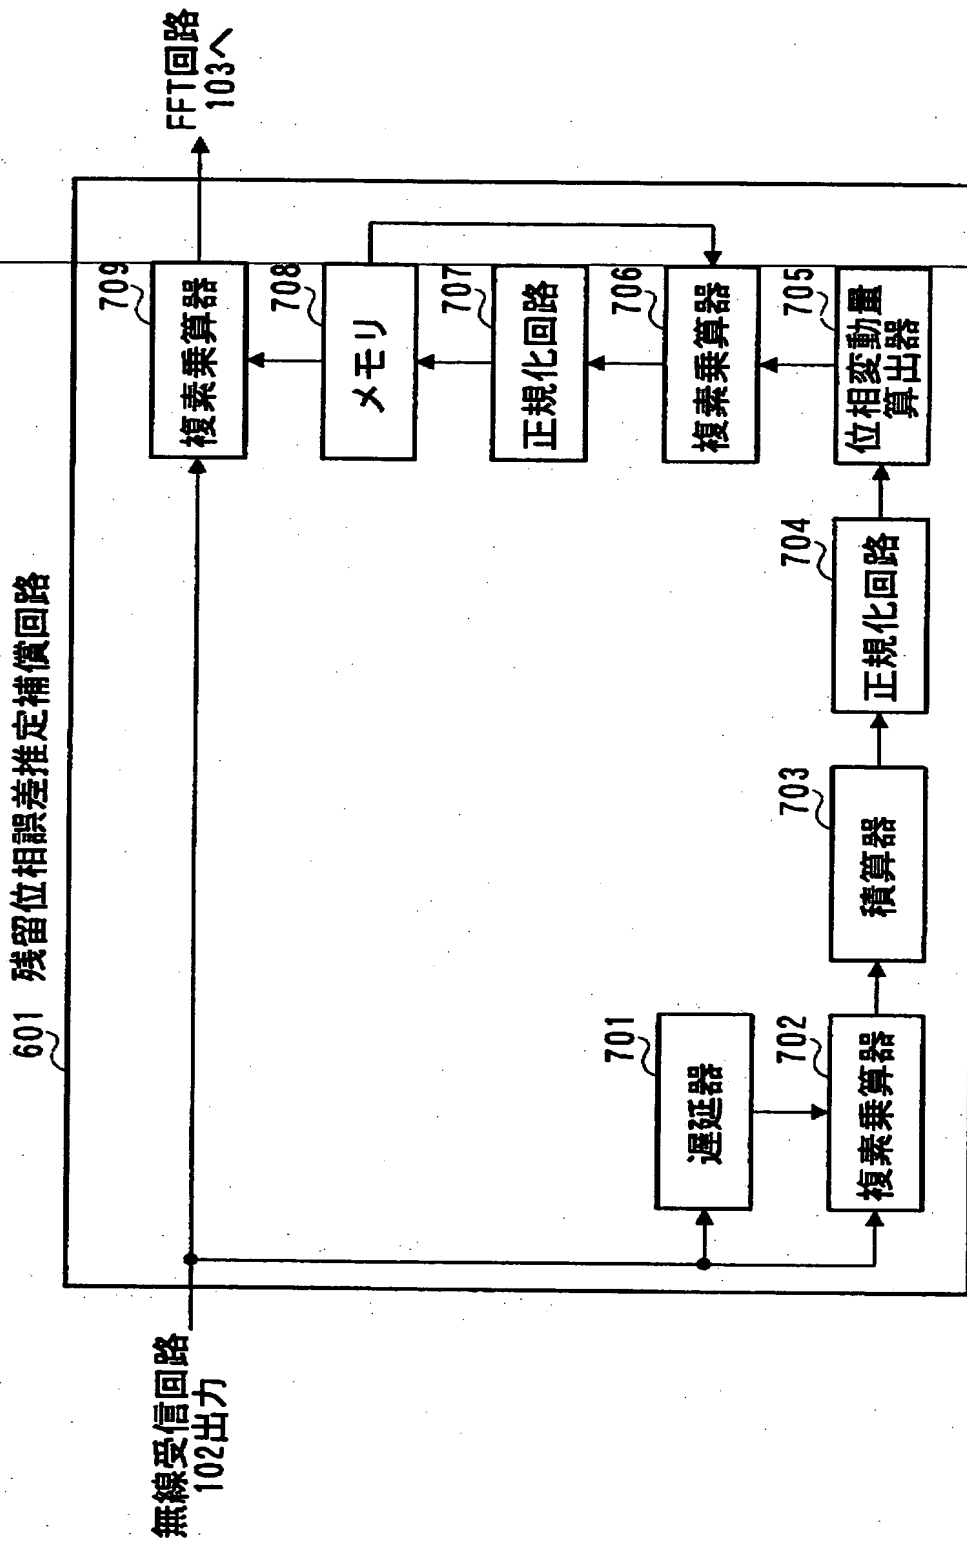 601 残留位相誤差推定補償回路
無線受信回路
102出力
FFT回路
103へ
709
複素乗算器
708
メモリ
707
正規化回路
706
複素乗算器
705
位相変動量
算出器
704
正規化回路
703
積算器
701
遅延器
702
複素乗算器